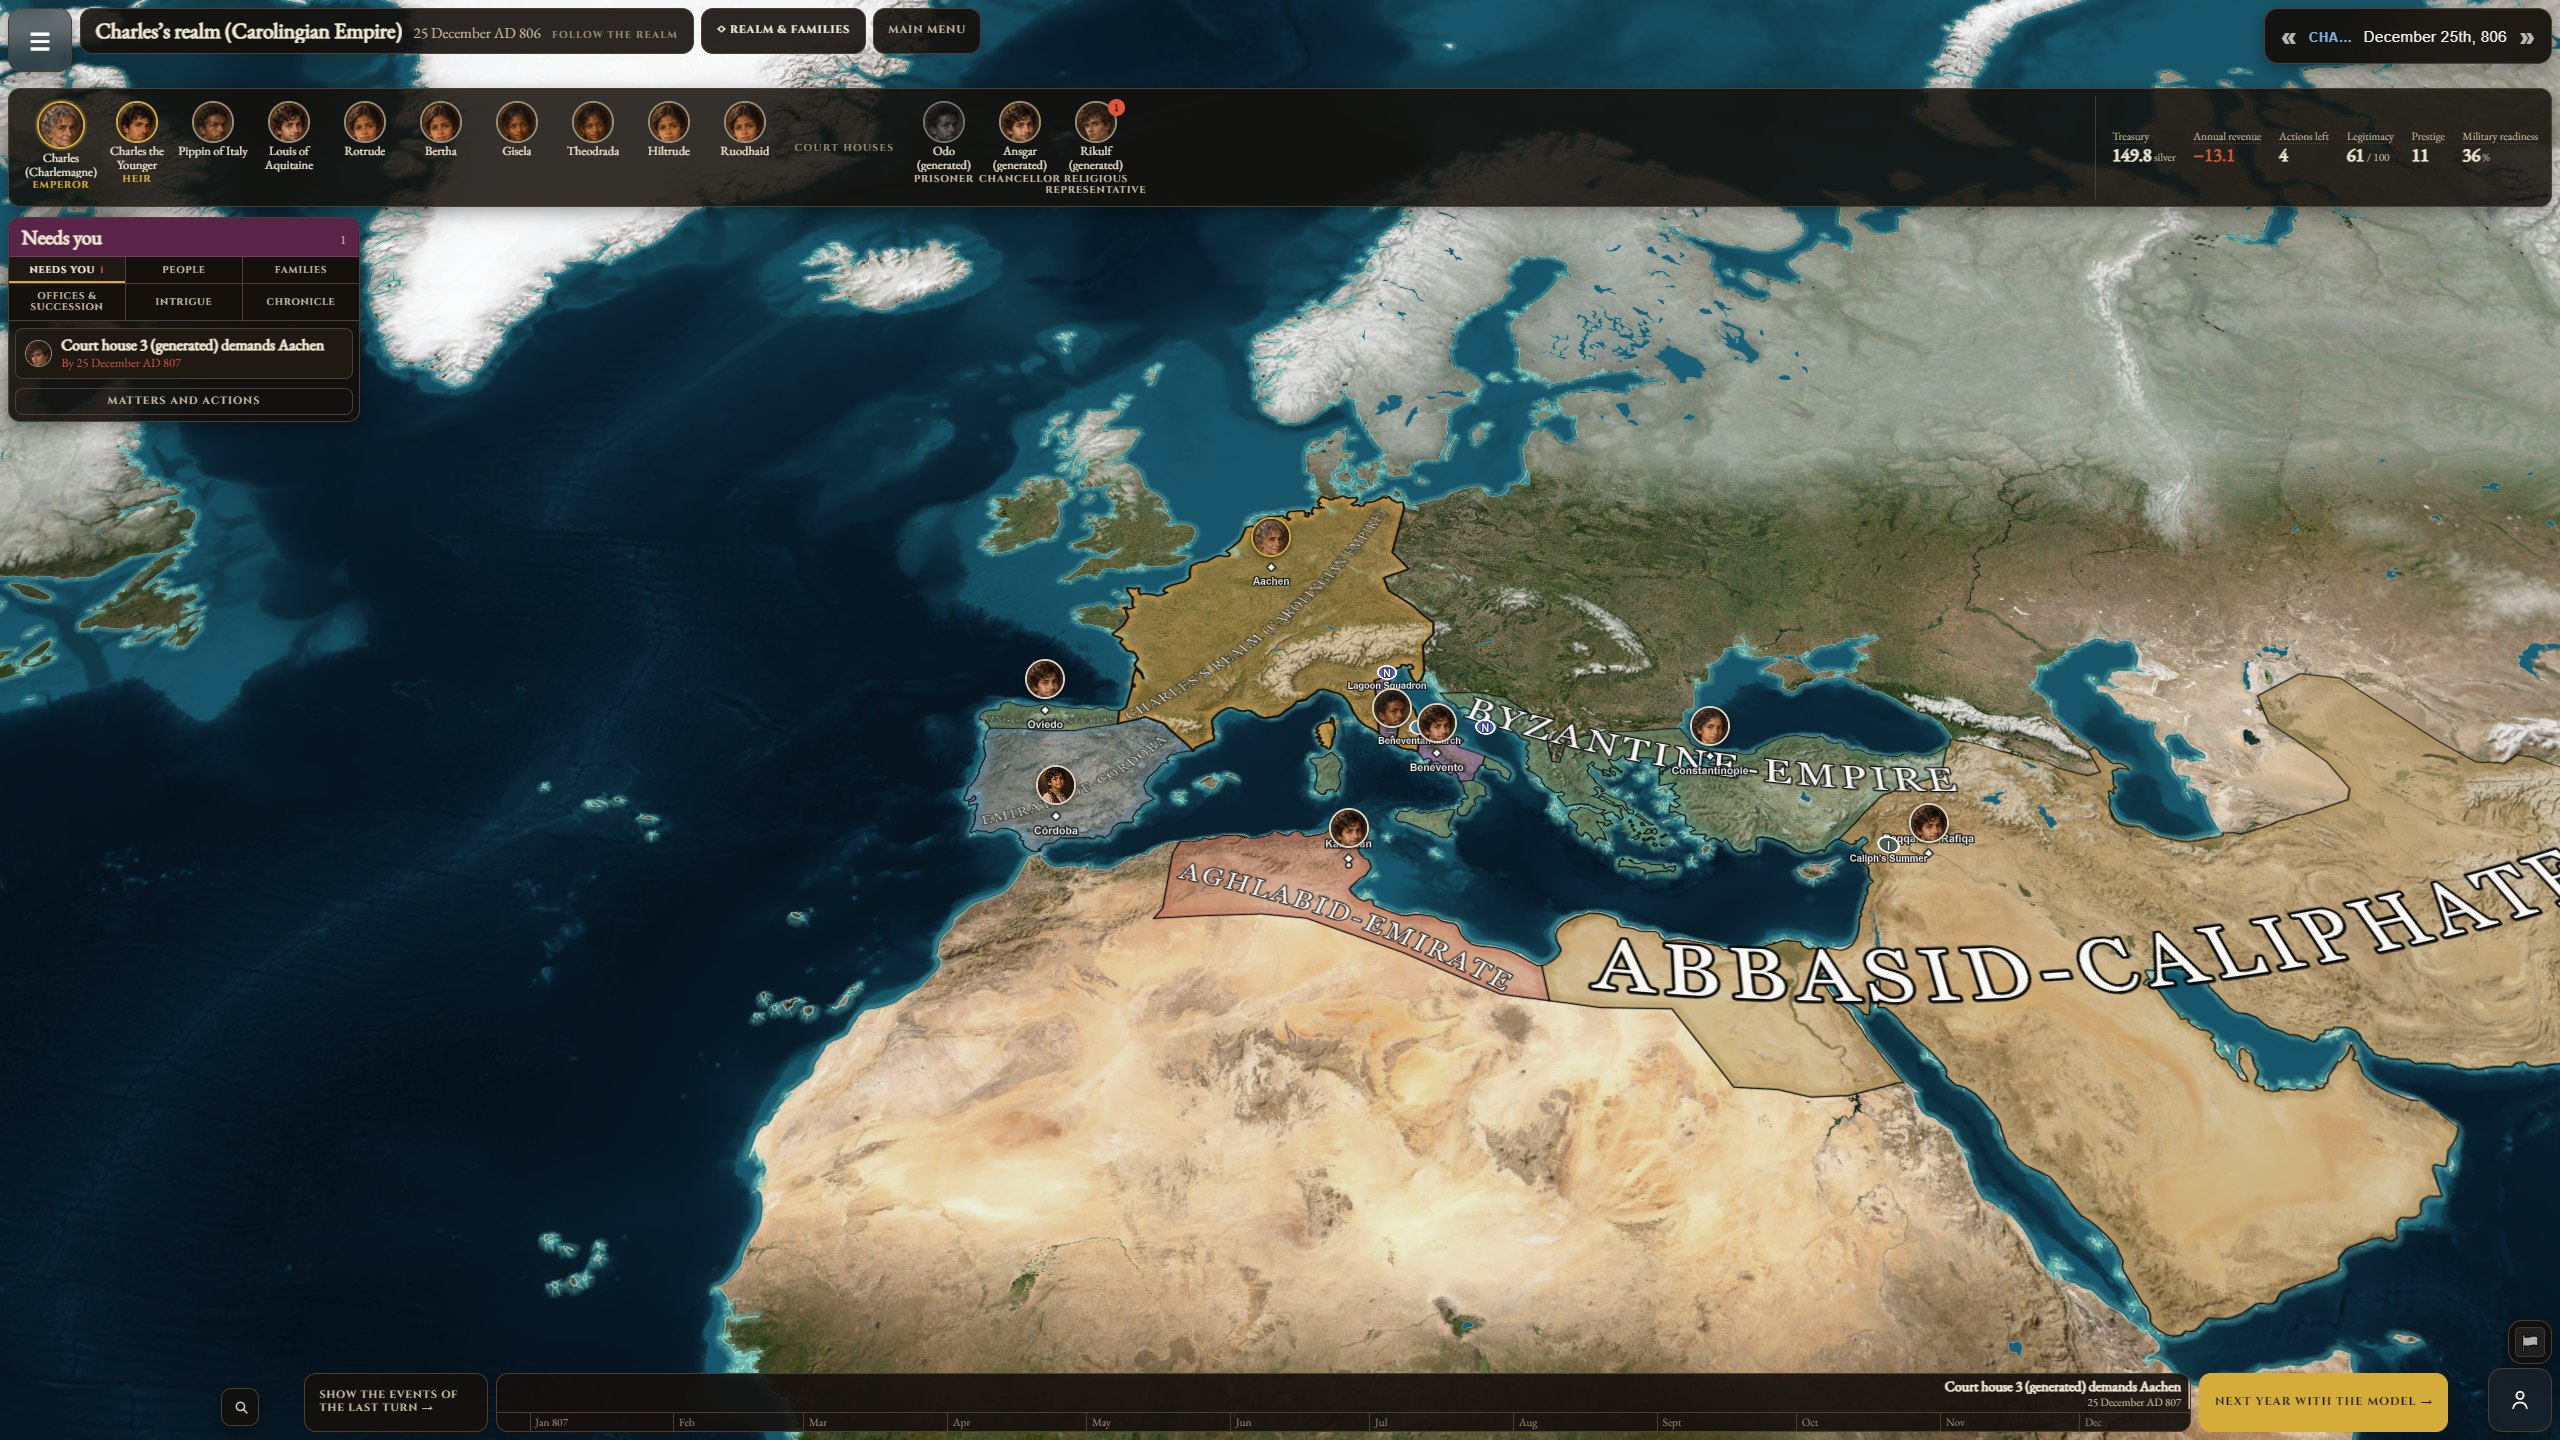 Charles's realm (Carolingian Empire) 25 December AD 806 FOLLOW THE REALM
◇ REALM & FAMILIES
MAIN MENU
« CHA... December 25th, 806 »
Charles (Charlemagne)
EMPEROR
Charles the Younger
HEIR
Pippin of Italy
Louis of Aquitaine
Rotrude
Bertha
Gisela
Theodrada
Hiltrude
Ruodhaid
COURT HOUSES
Odo (generated)
PRISONER
Ansgar (generated)
CHANCELLOR
1
Rikulf (generated)
RELIGIOUS REPRESENTATIVE
Treasury
149.8 silver
Annual revenue
−13.1
Actions left
4
Legitimacy
61 / 100
Prestige
11
Military readiness
36 %
Needs you 1
NEEDS YOU 1
PEOPLE
FAMILIES
OFFICES & SUCCESSION
INTRIGUE
CHRONICLE
Court house 3 (generated) demands Aachen
By 25 December AD 807
MATTERS AND ACTIONS
Aachen
CHARLES'S REALM (CAROLINGIAN EMPIRE)
N
Lagoon Squadron
Oviedo
Beneventan March
N
Benevento
BYZANTINE-EMPIRE
Constantinople
EMIRATE-OF-CORDOBA
Córdoba
Rafiqa
I
Caliph's Summer
AGHLABID-EMIRATE
ABBASID-CALIPHATE
SHOW THE EVENTS OF
THE LAST TURN →
Court house 3 (generated) demands Aachen
25 December AD 807
Jan 807 Feb Mar Apr May Jun Jul Aug Sept Oct Nov Dec
NEXT YEAR WITH THE MODEL →